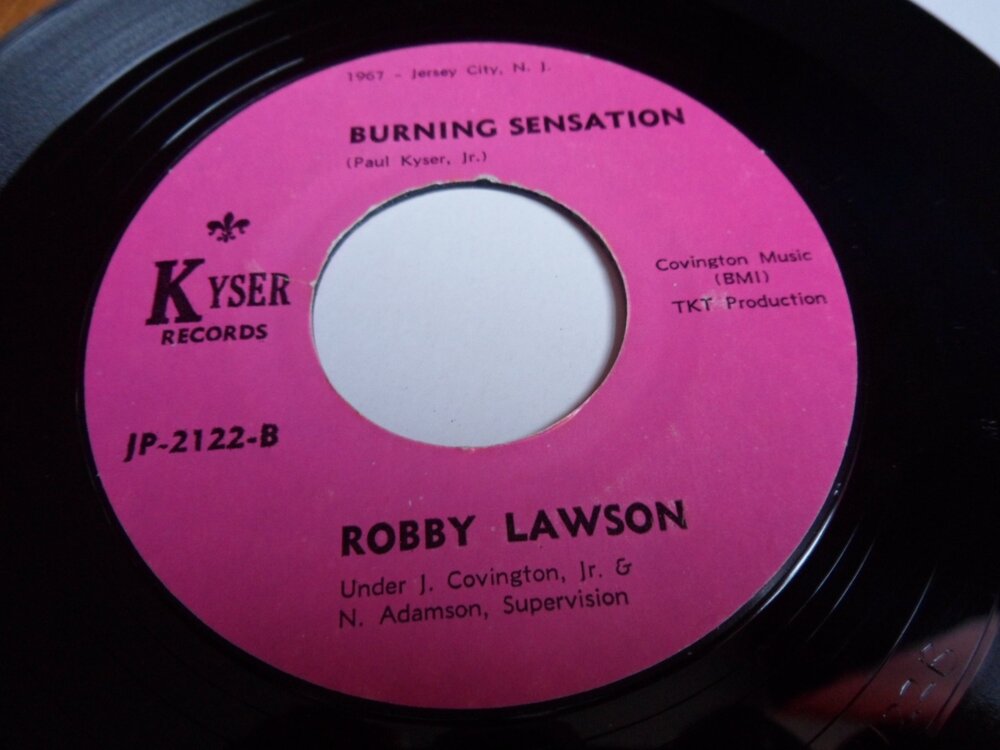 1967 - Jersey City, N. J.
BURNING SENSATION
(Paul Kyser, Jr.)
KYSER
RECORDS
Covington Music
(BMI)
TKT Production
JP-2122-B
ROBBY LAWSON
Under J. Covington, Jr. &
N. Adamson, Supervision